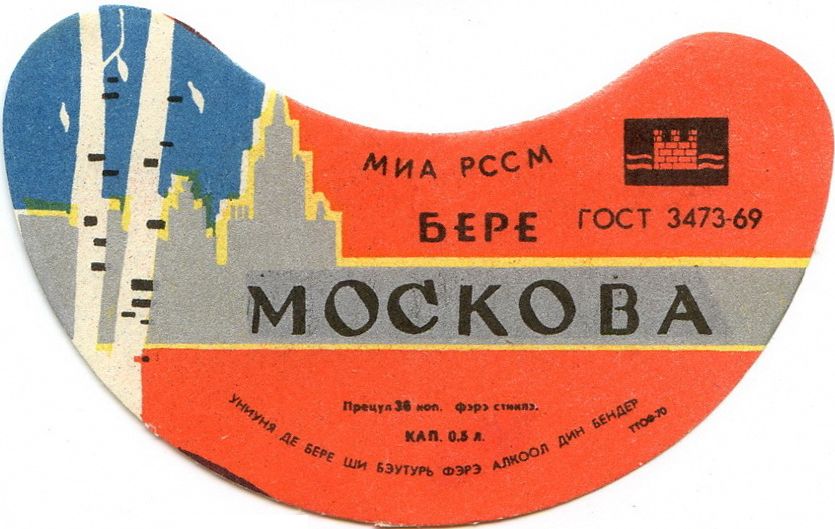 МИА РССМ
БЕРЕ
ГОСТ 3473-69
МОСКОВА
Прецул 36 коп. фэрэ стиклэ.
КАП. 0.5 л.
УНИУНЯ ДЕ БЕРЕ ШИ БЭУТУРЬ ФЭРЭ АЛКООЛ ДИН БЕНДЕР
ТТОФ-70